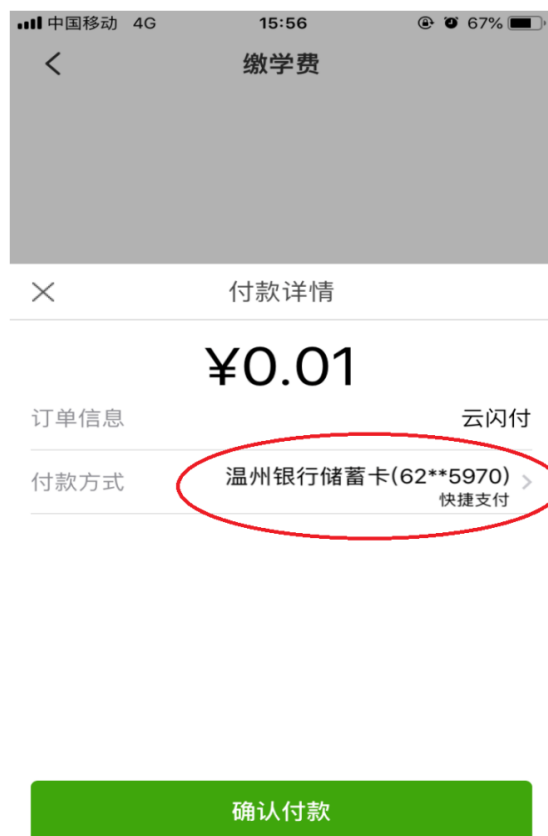 中国移动 4G 15:56 67%
缴学费
付款详情
¥0.01
订单信息 云闪付
付款方式 温州银行储蓄卡(62**5970)
快捷支付
确认付款